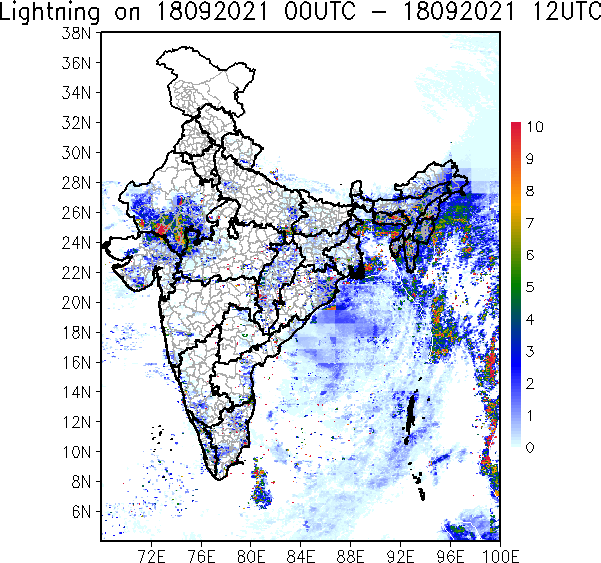 Lightning on 18092021 00UTC – 18092021 12UTC
38N
36N
34N
32N
30N
28N
26N
24N
22N
20N
18N
16N
14N
12N
10N
8N
6N
72E 76E 80E 84E 88E 92E 96E 100E
10
9
8
7
6
5
4
3
2
1
0